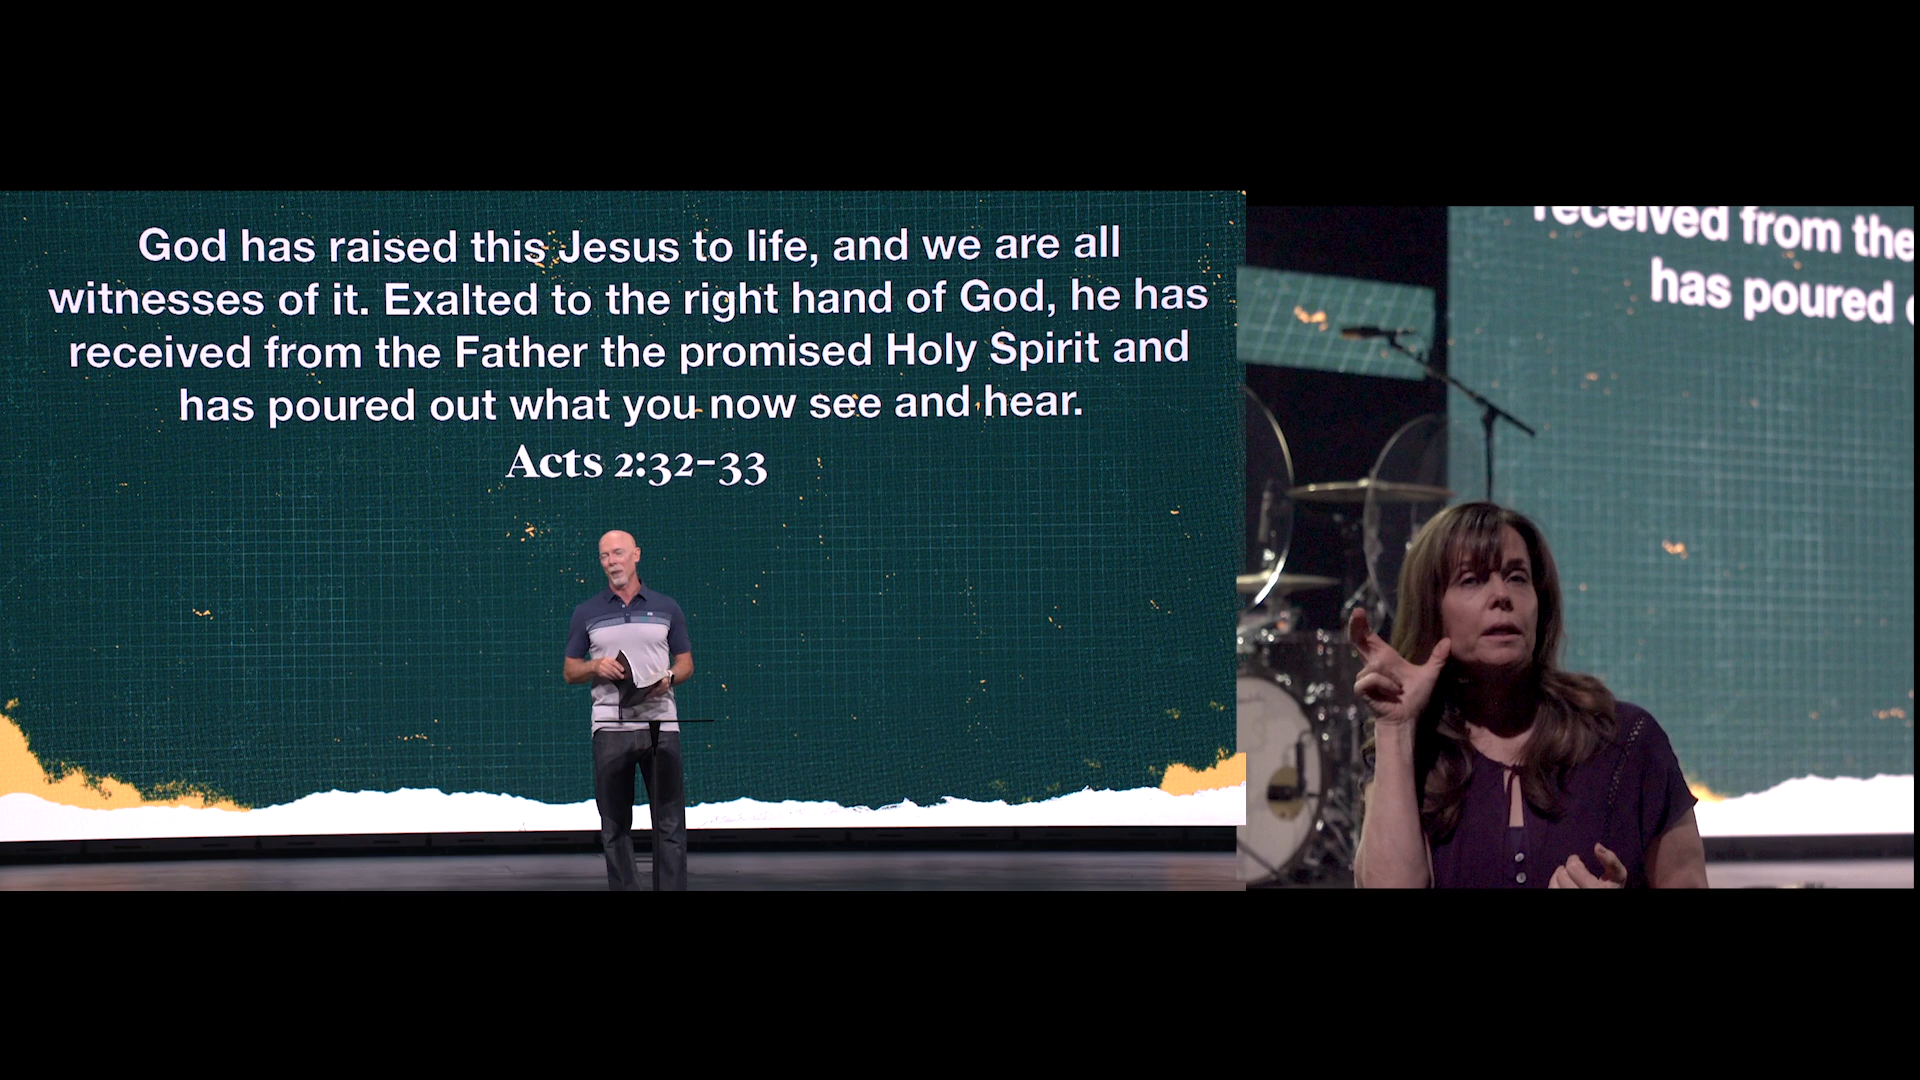 God has raised this Jesus to life, and we are all
witnesses of it. Exalted to the right hand of God, he has
received from the Father the promised Holy Spirit and
has poured out what you now see and hear.
Acts 2:32-33
received from the
has poured